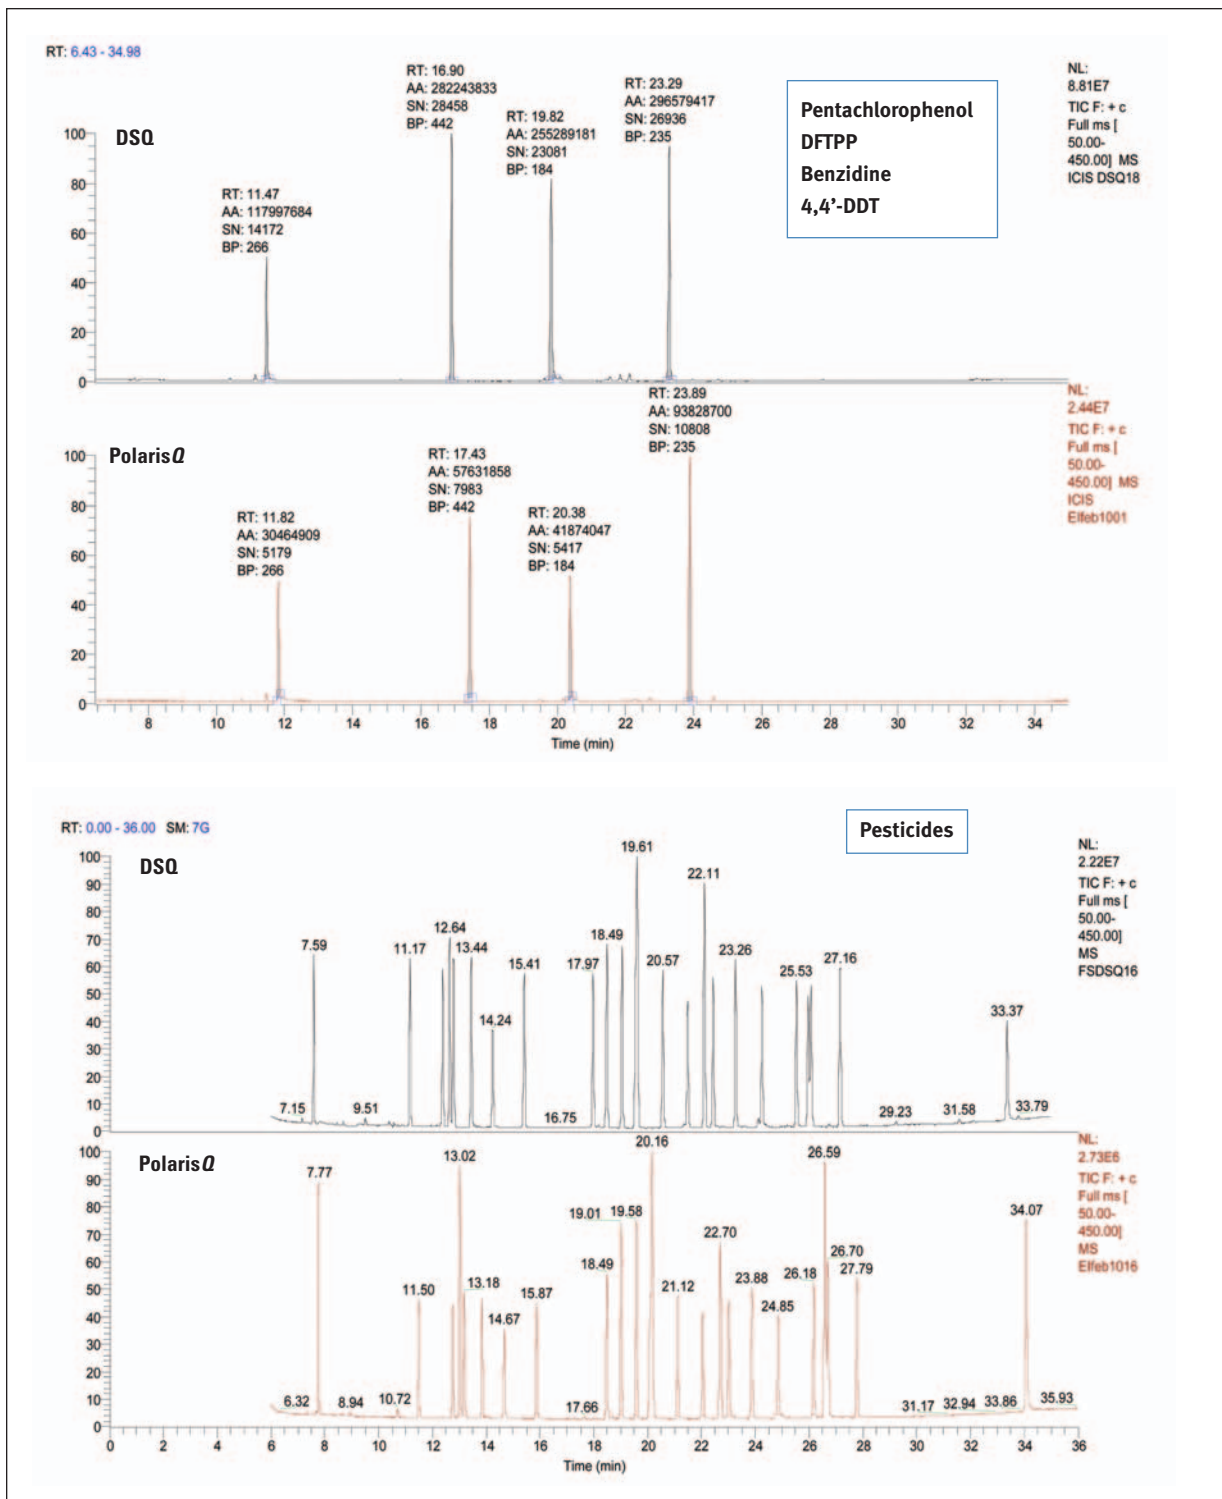 RT: 6.43 - 34.98
DSQ
RT: 11.47
AA: 117997684
SN: 14172
BP: 266
RT: 16.90
AA: 282243833
SN: 28458
BP: 442
RT: 19.82
AA: 255289181
SN: 23081
BP: 184
RT: 23.29
AA: 296579417
SN: 26936
BP: 235
Pentachlorophenol
DFTPP
Benzidine
4,4'-DDT
NL:
8.81E7
TIC F: + c
Full ms [
50.00-
450.00] MS
ICIS DSQ18
100
80
60
40
20
0
PolarisQ
RT: 11.82
AA: 30464909
SN: 5179
BP: 266
RT: 17.43
AA: 57631858
SN: 7983
BP: 442
RT: 20.38
AA: 41874047
SN: 5417
BP: 184
RT: 23.89
AA: 93828700
SN: 10808
BP: 235
NL:
2.44E7
TIC F: + c
Full ms [
50.00-
450.00] MS
ICIS
Elfeb1001
100
80
60
40
20
0
8 10 12 14 16 18 20 22 24 26 28 30 32 34
Time (min)
RT: 0.00 - 36.00 SM: 7G
DSQ
Pesticides
NL:
2.22E7
TIC F: + c
Full ms [
50.00-
450.00]
MS
FSDSQ16
100
90
80
70
60
50
40
30
20
10
0
7.15
7.59
9.51
11.17
12.64
13.44
14.24
15.41
16.75
17.97
18.49
19.61
20.57
22.11
23.26
25.53
27.16
29.23
31.58
33.37
33.79
PolarisQ
NL:
2.73E6
TIC F: + c
Full ms [
50.00-
450.00]
MS
Elfeb1016
100
90
80
70
60
50
40
30
20
10
0
6.32
7.77
8.94
10.72
11.50
13.02
13.18
14.67
15.87
17.66
18.49
19.01
19.58
20.16
21.12
22.70
23.88
24.85
26.18
26.59
26.70
27.79
31.17
32.94
33.86
34.07
35.93
0 2 4 6 8 10 12 14 16 18 20 22 24 26 28 30 32 34 36
Time (min)